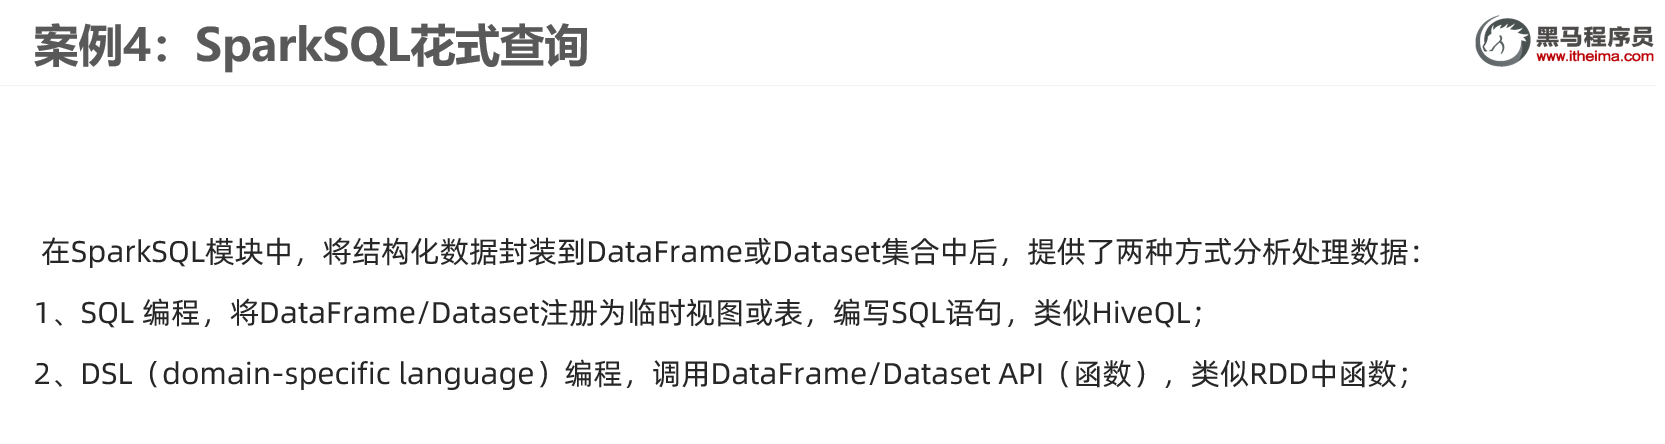 案例4：SparkSQL花式查询
黑马程序员
www.itheima.com
在SparkSQL模块中，将结构化数据封装到DataFrame或Dataset集合中后，提供了两种方式分析处理数据：
1、SQL 编程，将DataFrame/Dataset注册为临时视图或表，编写SQL语句，类似HiveQL；
2、DSL（domain-specific language）编程，调用DataFrame/Dataset API（函数），类似RDD中函数；